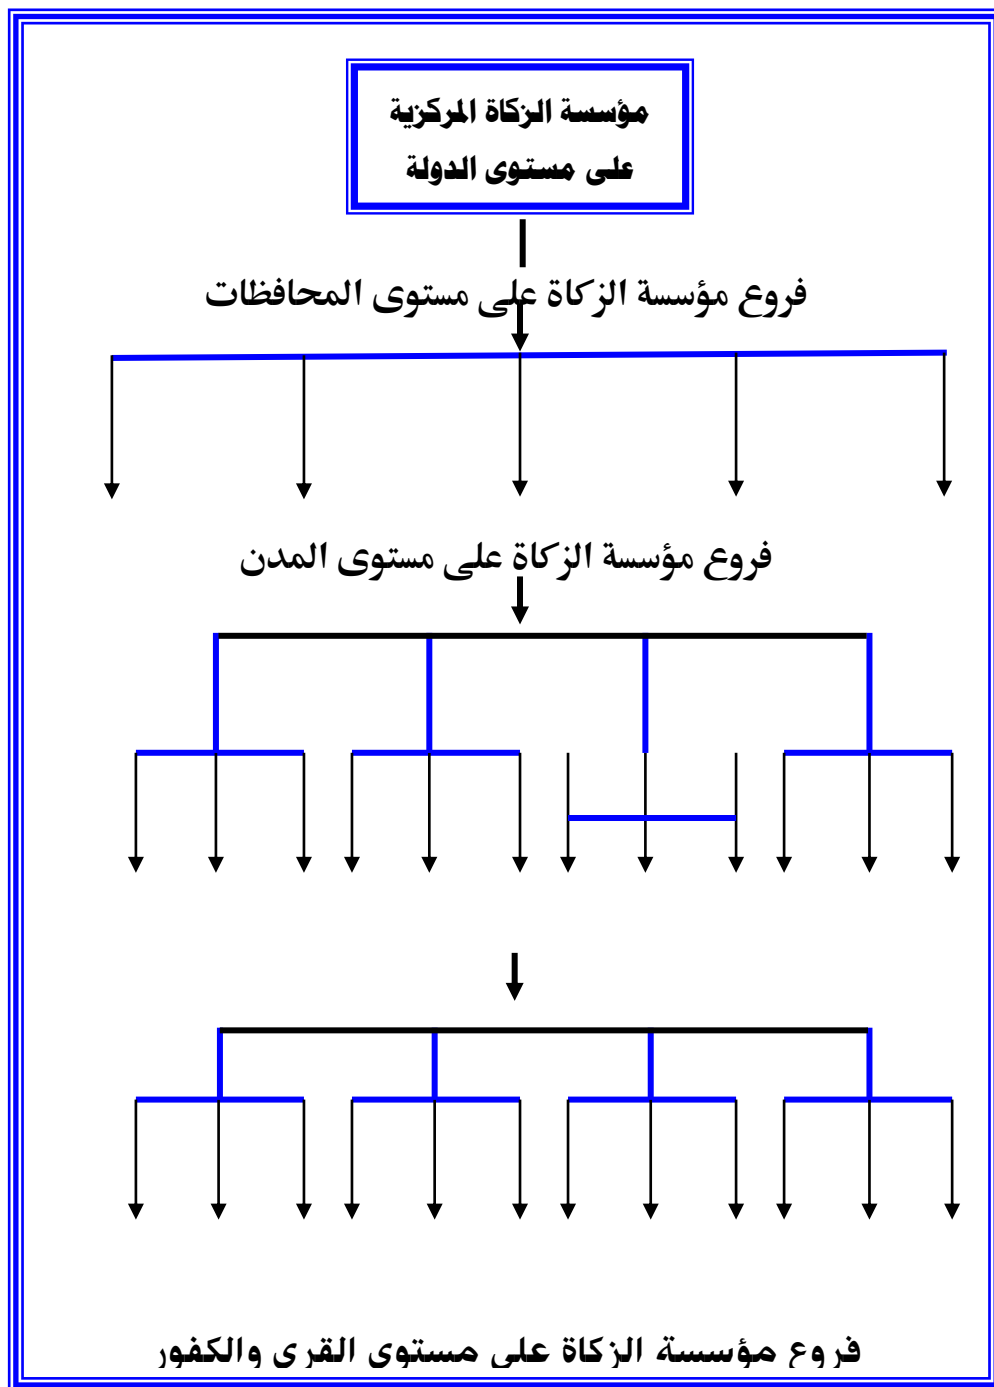 مؤسسة الزكاة المركزية
على مستوى الدولة
فروع مؤسسة الزكاة على مستوى المحافظات
فروع مؤسسة الزكاة على مستوى المدن
فروع مؤسسة الزكاة على مستوى القرى والكفور